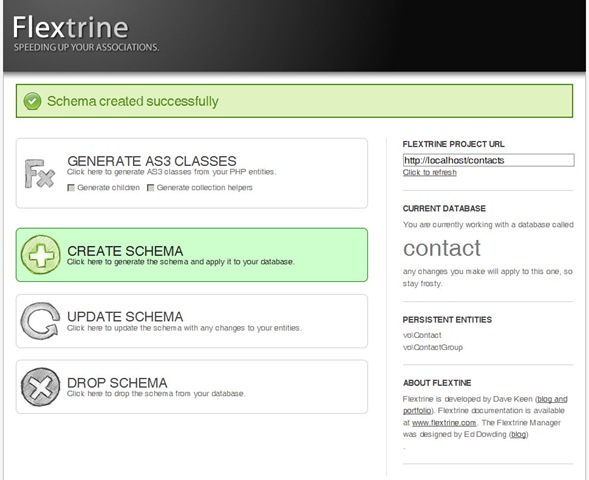 Flextrine
SPEEDING UP YOUR ASSOCIATIONS.
Schema created successfully
GENERATE AS3 CLASSES
Click here to generate AS3 classes from your PHP entities.
Generate children Generate collection helpers
CREATE SCHEMA
Click here to generate the schema and apply it to your database.
UPDATE SCHEMA
Click here to update the schema with any changes to your entities.
DROP SCHEMA
Click here to drop the schema from your database.
FLEXTRINE PROJECT URL
http://localhost/contacts
Click to refresh
CURRENT DATABASE
You are currently working with a database called
contact
any changes you make will apply to this one, so
stay frosty.
PERSISTENT ENTITIES
vo\Contact
vo\ContactGroup
ABOUT FLEXTINE
Flextrine is developed by Dave Keen (blog and
portfolio). Flextrine documentation is available
at www.flextrine.com. The Flextrine Manager
was designed by Ed Dowding (blog)
.